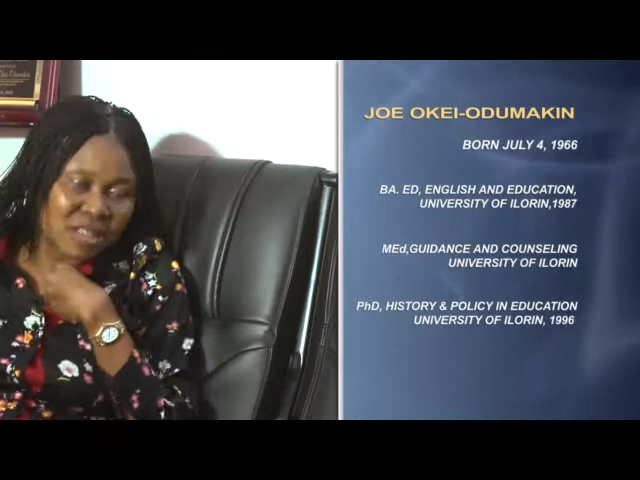 JOE OKEI-ODUMAKIN
BORN JULY 4, 1966
BA. ED, ENGLISH AND EDUCATION,
UNIVERSITY OF ILORIN,1987
MEd,GUIDANCE AND COUNSELING
UNIVERSITY OF ILORIN
PhD, HISTORY & POLICY IN EDUCATION
UNIVERSITY OF ILORIN, 1996